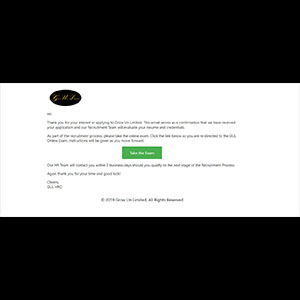 Hi!
Thank you for your interest in applying to Grow Us Limited. This email serves as a confirmation that we have received
your application and our Recruitment Team will evaluate your resume and credentials.
As part of the recruitment process, please take the online exam. Click the link below so you are re-directed to the GUL
Online Exam. Instructions will be given as you move forward.
Take the Exam
Our HR Team will contact you within 3 business days should you qualify to the next stage of the Recruitment Process.
Again thank you for your time and good luck!
Cheers,
GUL HRD
© 2019 Grow Us Limited. All Rights Reserved